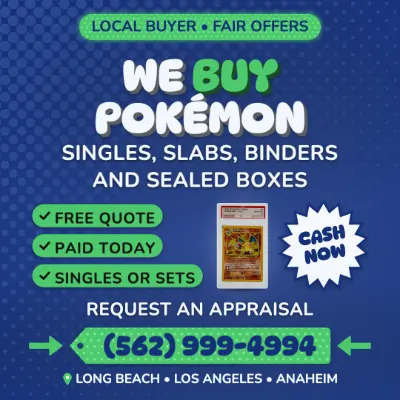 LOCAL BUYER • FAIR OFFERS
WE BUY
POKÉMON
SINGLES, SLABS, BINDERS
AND SEALED BOXES
FREE QUOTE
PAID TODAY
SINGLES OR SETS
CASH
NOW
REQUEST AN APPRAISAL
(562) 999-4994
LONG BEACH • LOS ANGELES • ANAHEIM